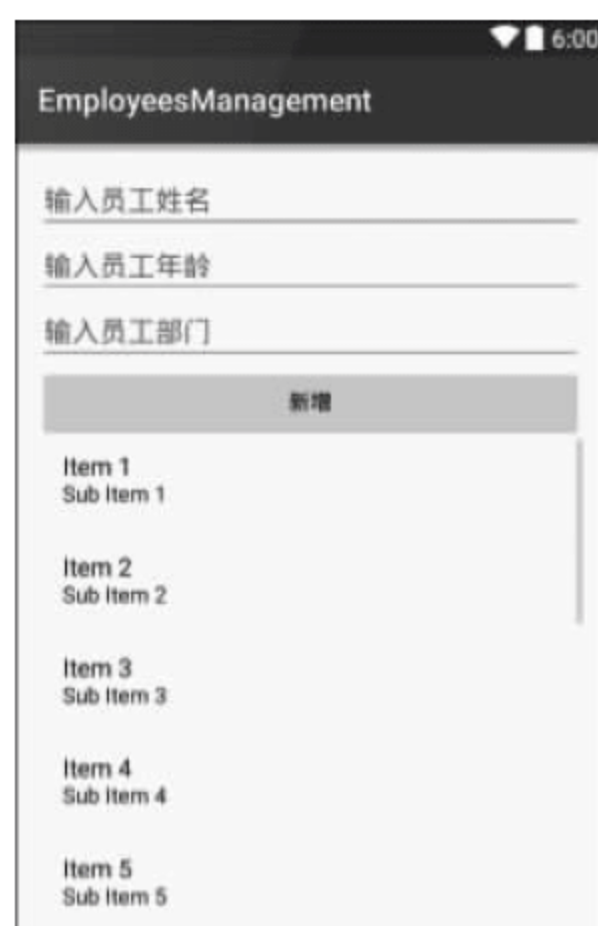 6:00
EmployeesManagement
输入员工姓名
输入员工年龄
输入员工部门
新增
Item 1
Sub Item 1
Item 2
Sub Item 2
Item 3
Sub Item 3
Item 4
Sub Item 4
Item 5
Sub Item 5